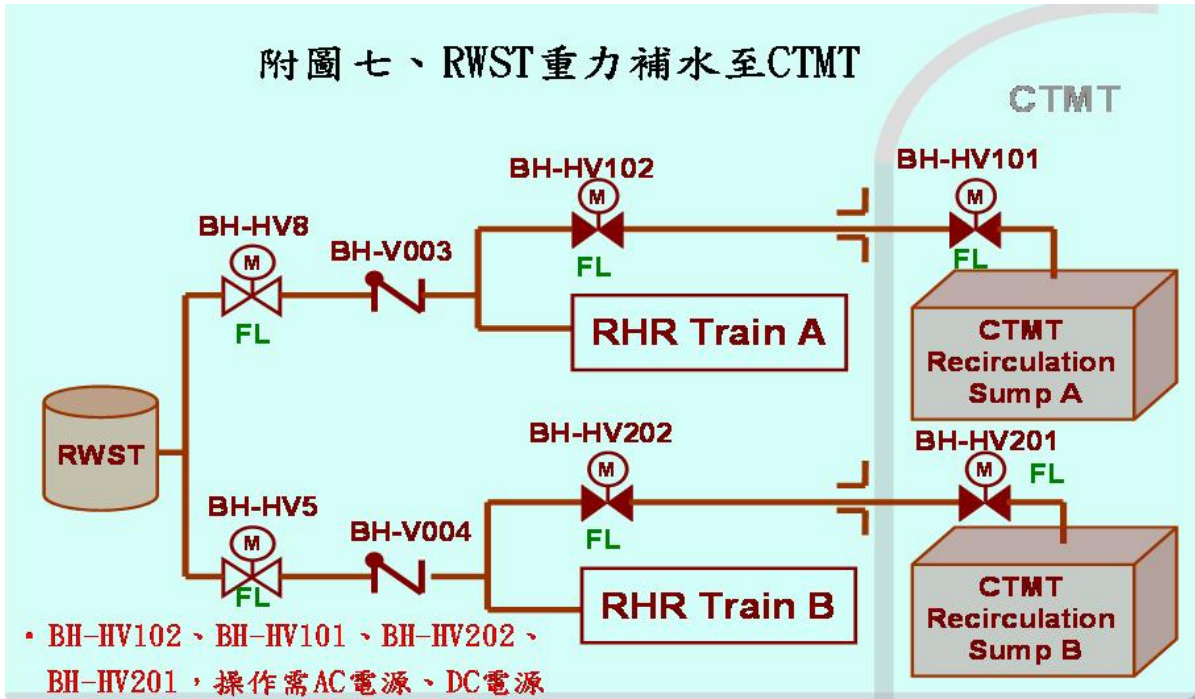 附圖七、RWST重力補水至CTMT
CTMT
BH-HV102
BH-HV101
M
M
BH-HV8
BH-V003
M
FL
FL
FL
RHR Train A
CTMT
Recirculation
Sump A
RWST
BH-HV202
BH-HV201
M
M
FL
BH-HV5
BH-V004
M
FL
FL
RHR Train B
CTMT
Recirculation
Sump B
• BH-HV102、BH-HV101、BH-HV202、
BH-HV201，操作需AC電源、DC電源